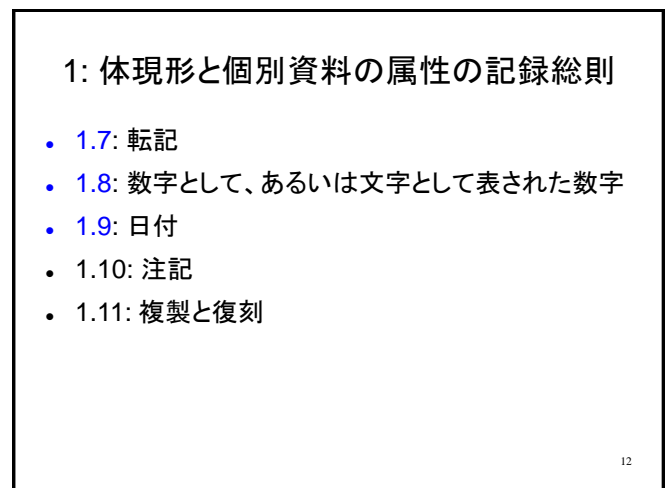 1: 体現形と個別資料の属性の記録総則
• 1.7: 転記
• 1.8: 数字として、あるいは文字として表された数字
• 1.9: 日付
• 1.10: 注記
• 1.11: 複製と復刻
12